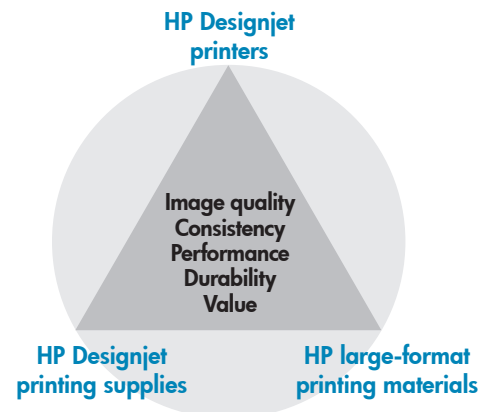 HP Designjet
printers
Image quality
Consistency
Performance
Durability
Value
HP Designjet
printing supplies
HP large-format
printing materials